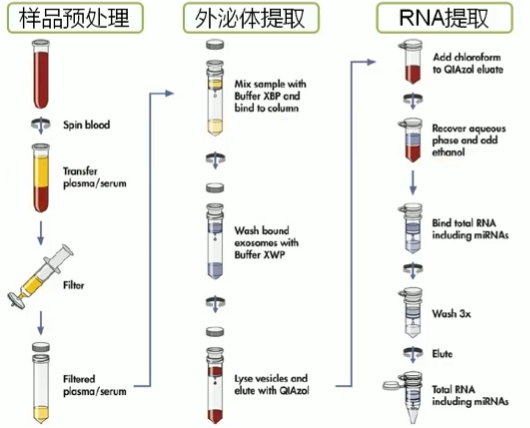 样品预处理
Spin blood
Transfer
plasma/serum
Filter
Filtered
plasma/serum
外泌体提取
Mix sample with
Buffer XBP and
bind to column
Wash bound
exosomes with
Buffer XWP
Lyse vesicles and
elute with QIAzol
RNA提取
Add chloroform
to QIAzol eluate
Recover aqueous
phase and add
ethanol
Bind total RNA
including miRNAs
Wash 3x
Elute
Total RNA
including miRNAs